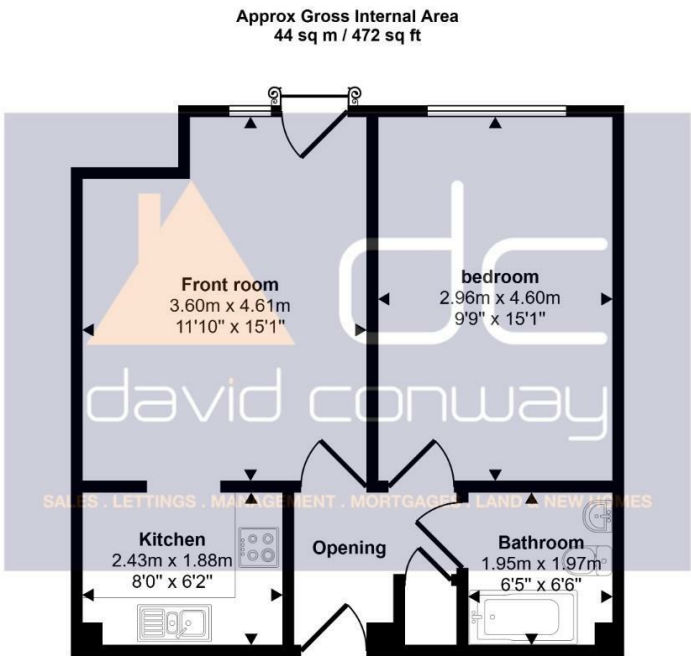 Approx Gross Internal Area
44 sq m / 472 sq ft
Front room
3.60m x 4.61m
11'10" x 15'1"
bedroom
2.96m x 4.60m
9'9" x 15'1"
dc
david conway
SALES . LETTINGS . MANAGEMENT . MORTGAGES . LAND & NEW HOMES
Kitchen
2.43m x 1.88m
8'0" x 6'2"
Opening
Bathroom
1.95m x 1.97m
6'5" x 6'6"